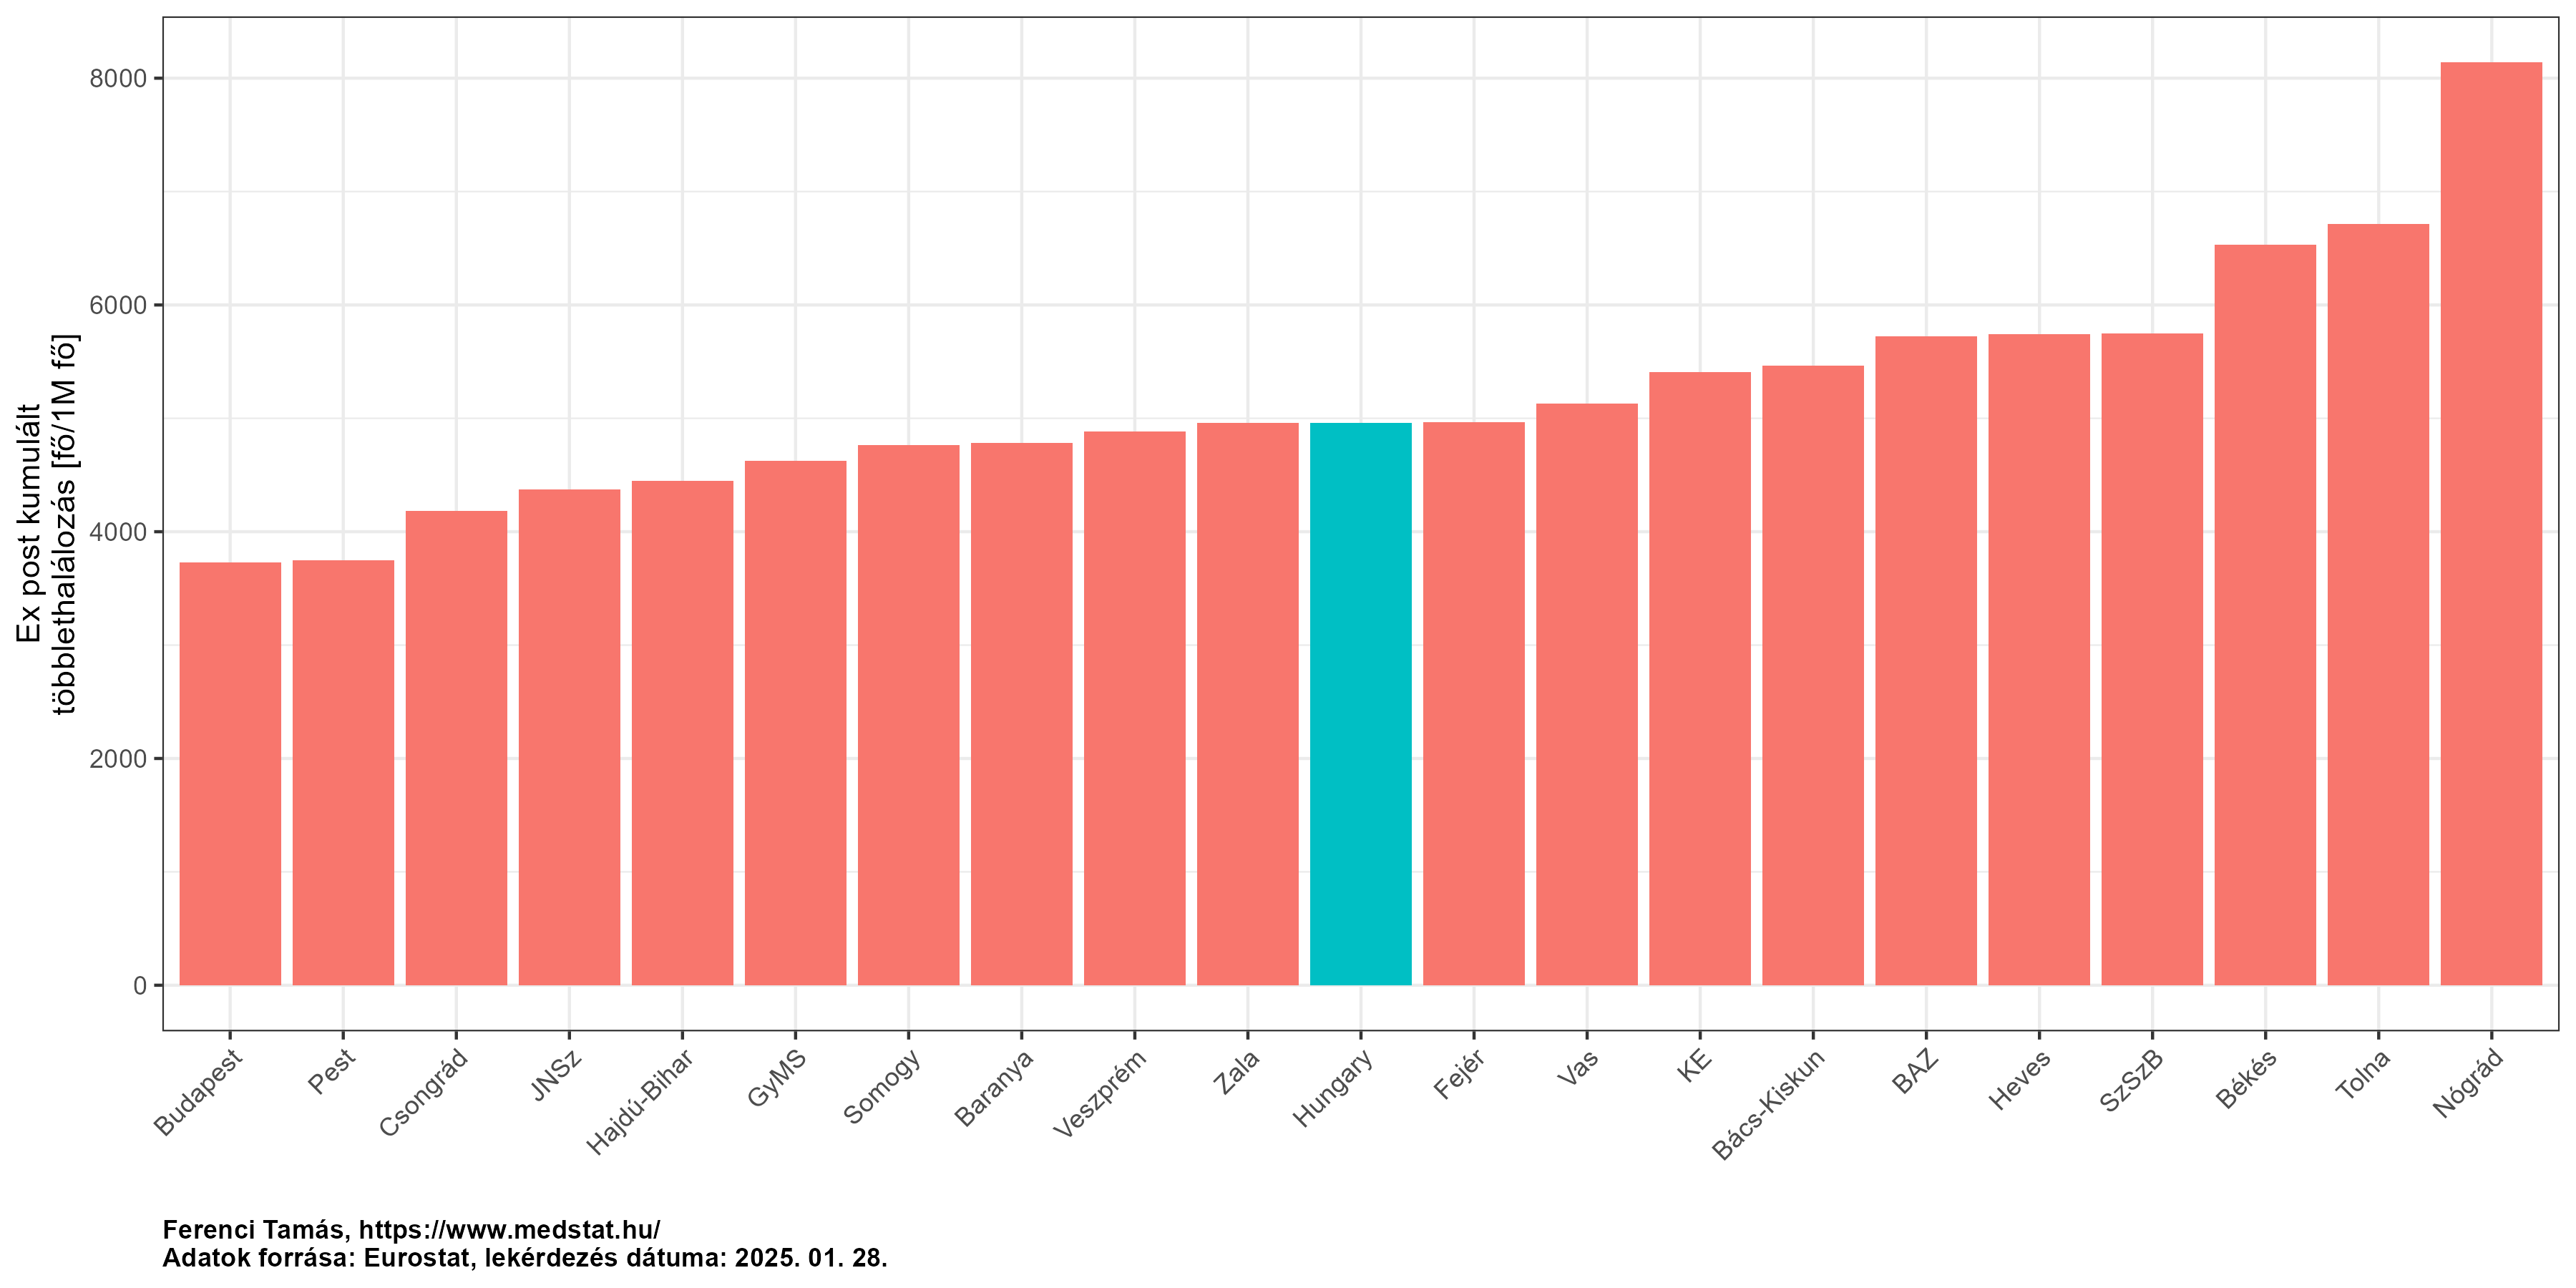 Ex post kumulált
többlethalálozás [fő/1M fő]
8000
6000
4000
2000
0
Budapest
Pest
Csongrád
JNSz
Hajdú-Bihar
GyMS
Somogy
Baranya
Veszprém
Zala
Hungary
Fejér
Vas
KE
Bács-Kiskun
BAZ
Heves
SzSzB
Békés
Tolna
Nógrád
Ferenci Tamás, https://www.medstat.hu/
Adatok forrása: Eurostat, lekérdezés dátuma: 2025. 01. 28.